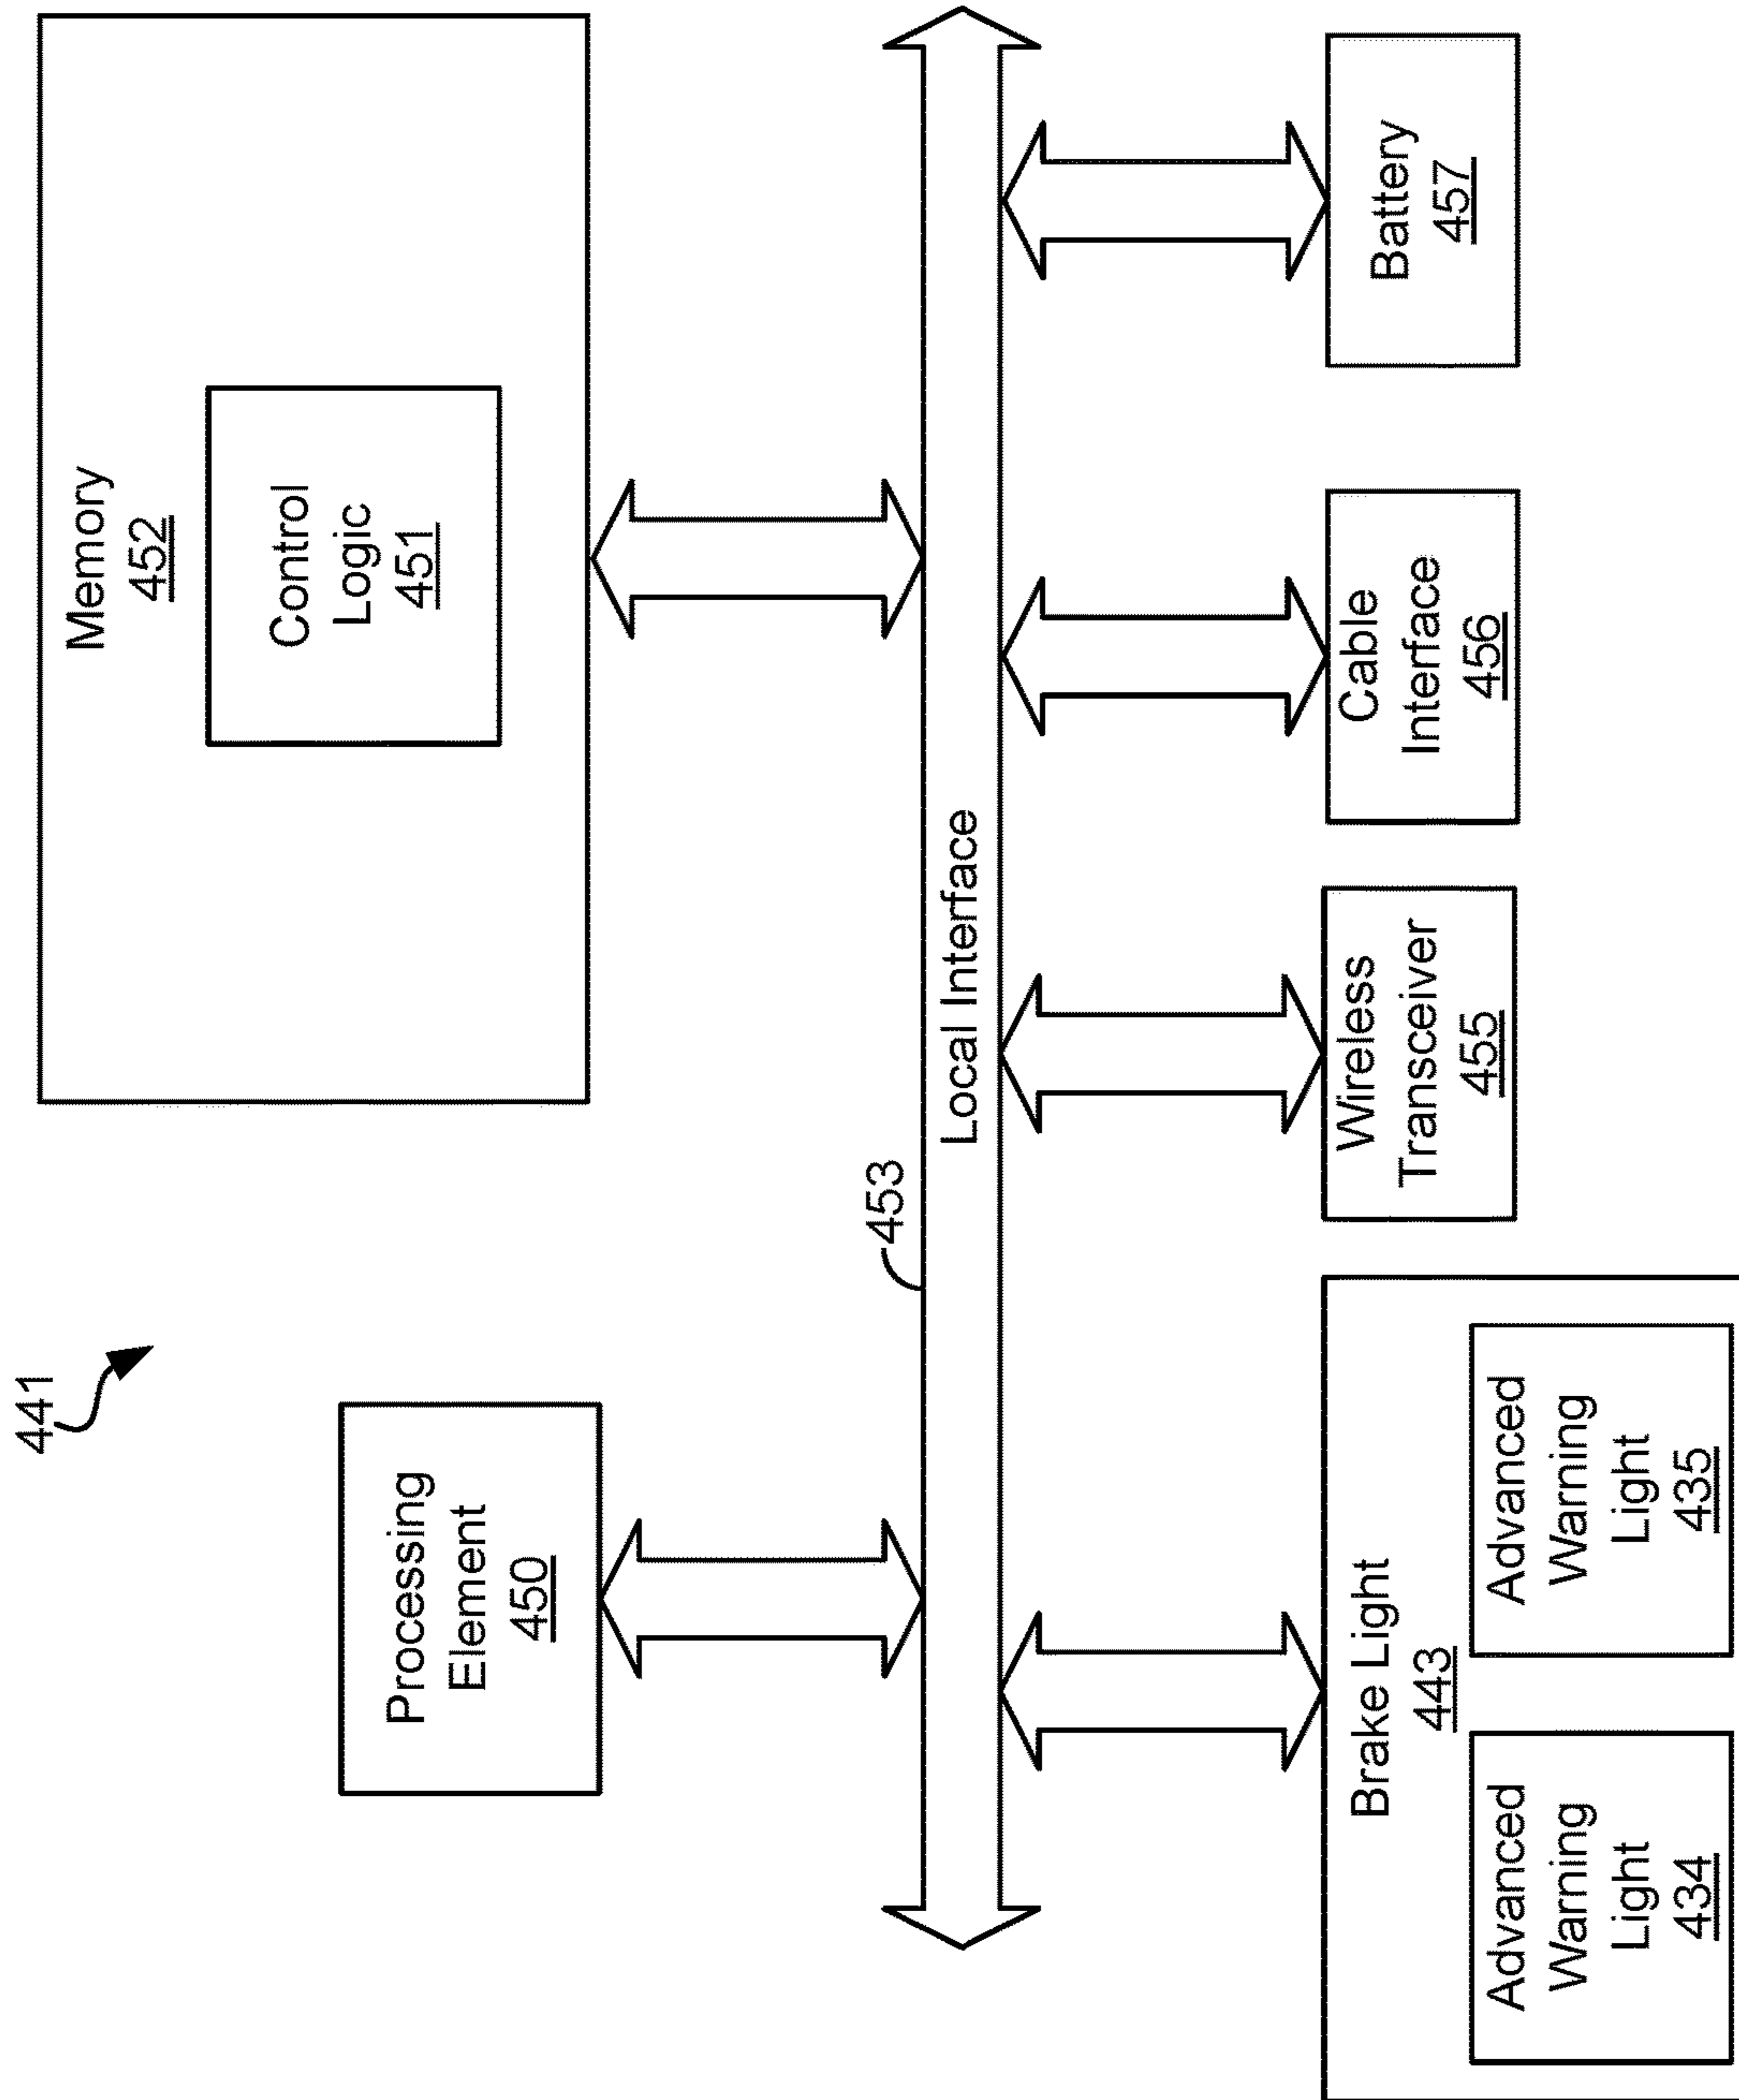 441
Processing
Element
450
Memory
452
Control
Logic
451
453
Local Interface
Brake Light
443
Advanced
Warning
Light
434
Advanced
Warning
Light
435
Wireless
Transceiver
455
Cable
Interface
456
Battery
457